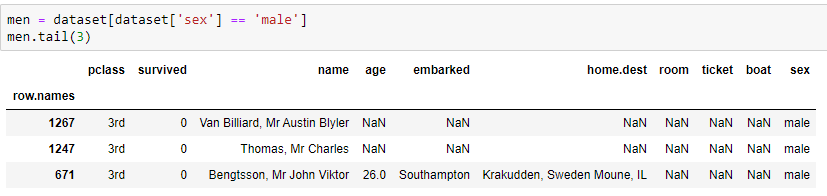 men = dataset[dataset['sex'] == 'male']
men.tail(3)
pclass survived name age embarked home.dest room ticket boat sex
row.names
1267 3rd 0 Van Billiard, Mr Austin Blyler NaN NaN NaN NaN NaN NaN male
1247 3rd 0 Thomas, Mr Charles NaN NaN NaN NaN NaN NaN male
671 3rd 0 Bengtsson, Mr John Viktor 26.0 Southampton Krakudden, Sweden Moune, IL NaN NaN NaN male